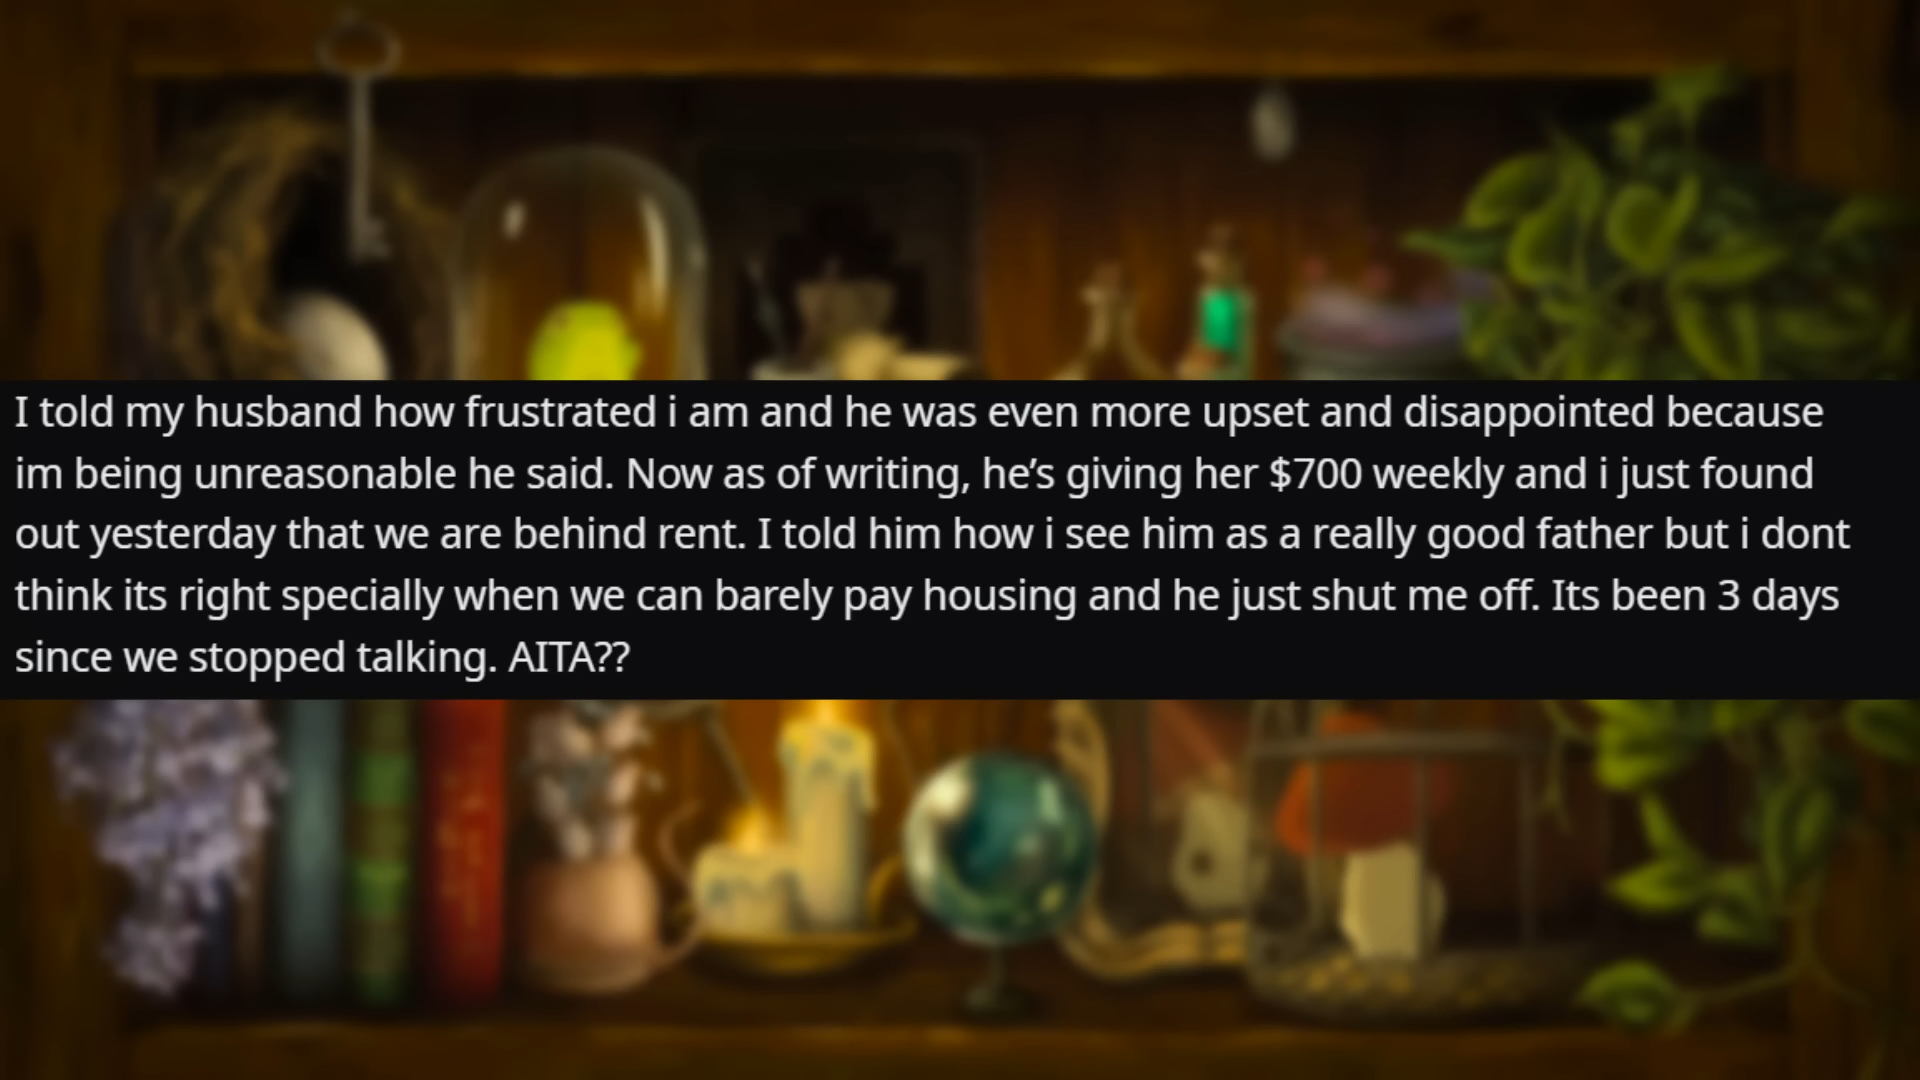 I told my husband how frustrated i am and he was even more upset and disappointed because
im being unreasonable he said. Now as of writing, he’s giving her $700 weekly and i just found
out yesterday that we are behind rent. I told him how i see him as a really good father but i dont
think its right specially when we can barely pay housing and he just shut me off. Its been 3 days
since we stopped talking. AITA??